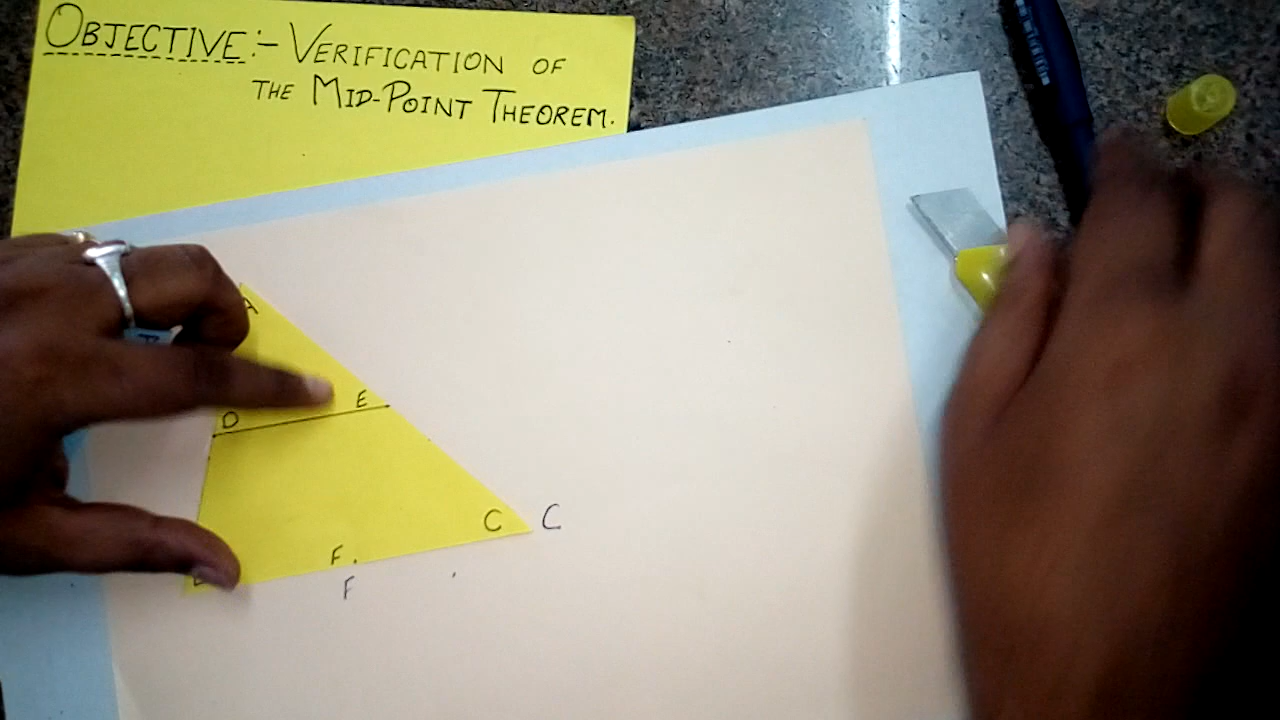 OBJECTIVE:- VERIFICATION OF
THE MID-POINT THEOREM.
A
D
E
C
C
F.
F